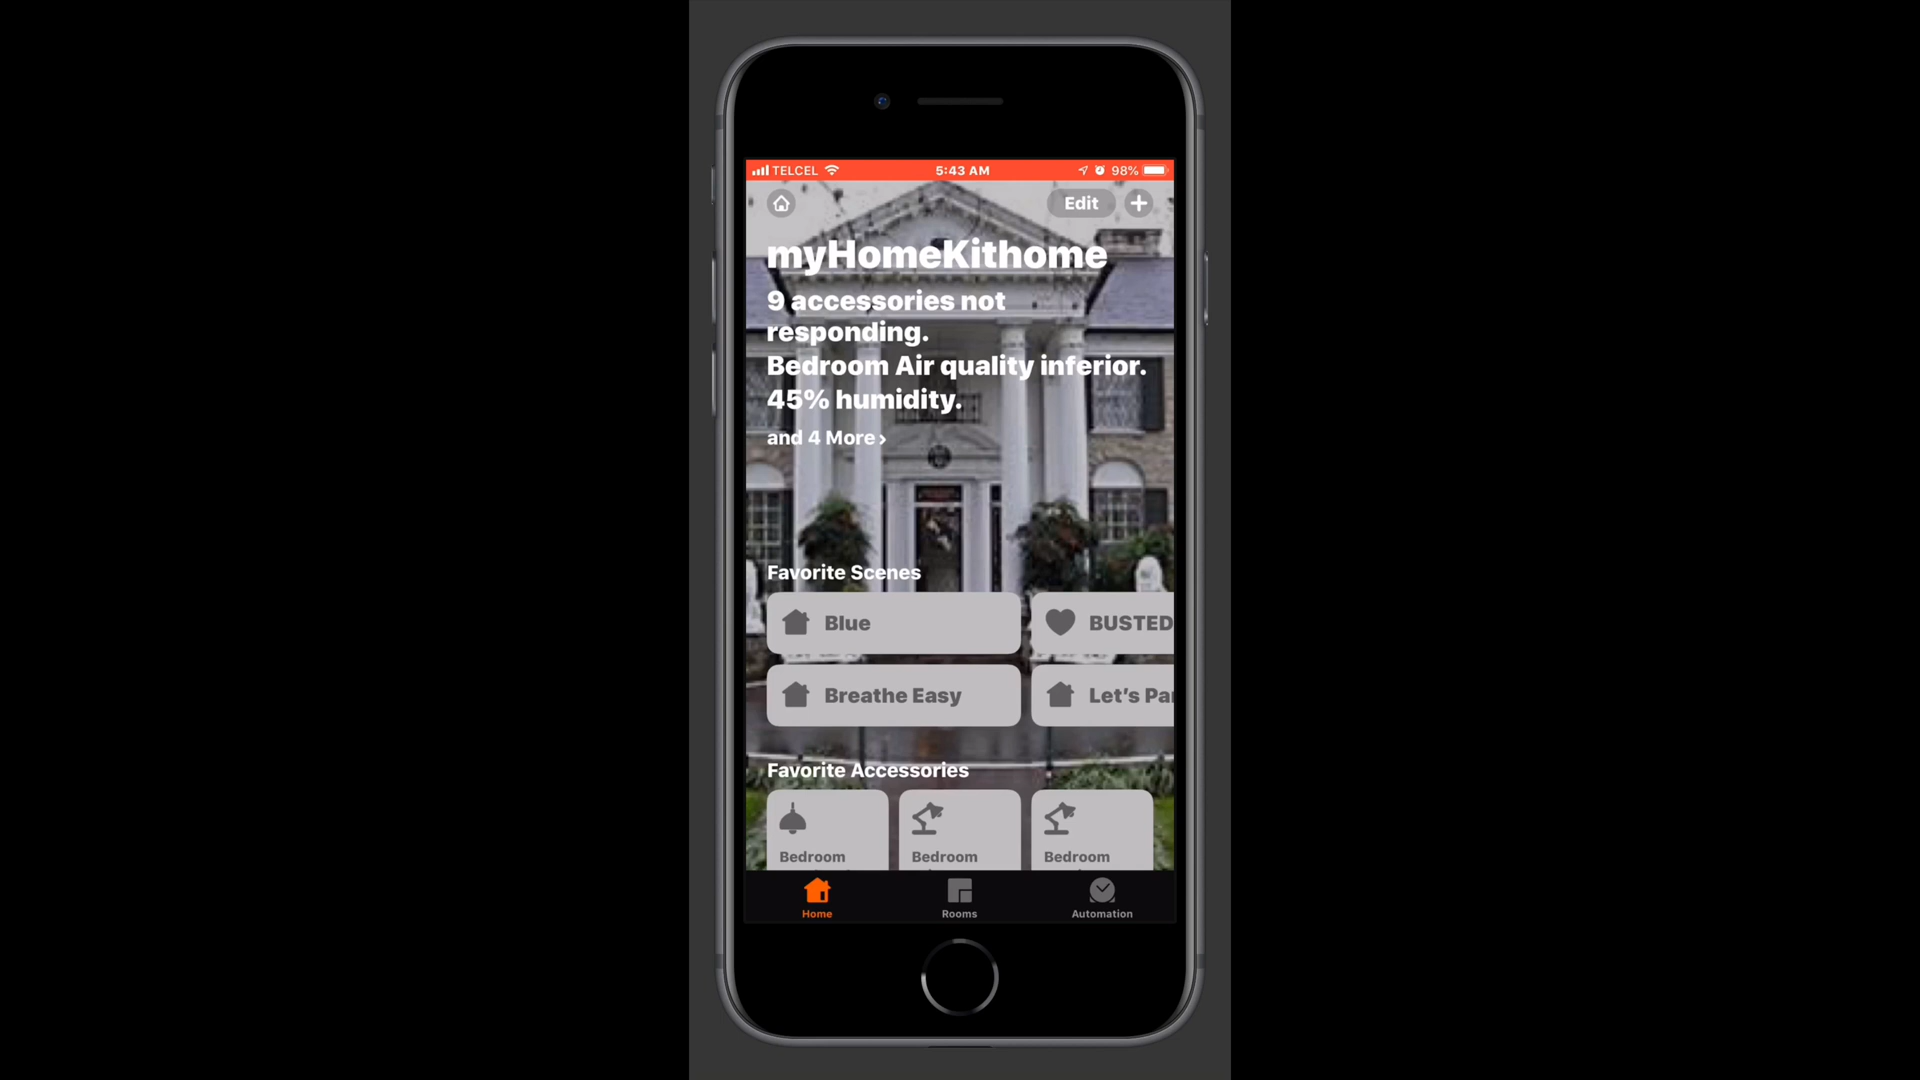 TELCEL 5:43 AM 98%
Edit
myHomeKithome
9 accessories not
responding.
Bedroom Air quality inferior.
45% humidity.
and 4 More ›
Favorite Scenes
Blue BUSTED
Breathe Easy Let's Par
Favorite Accessories
Bedroom Bedroom Bedroom
Home Rooms Automation